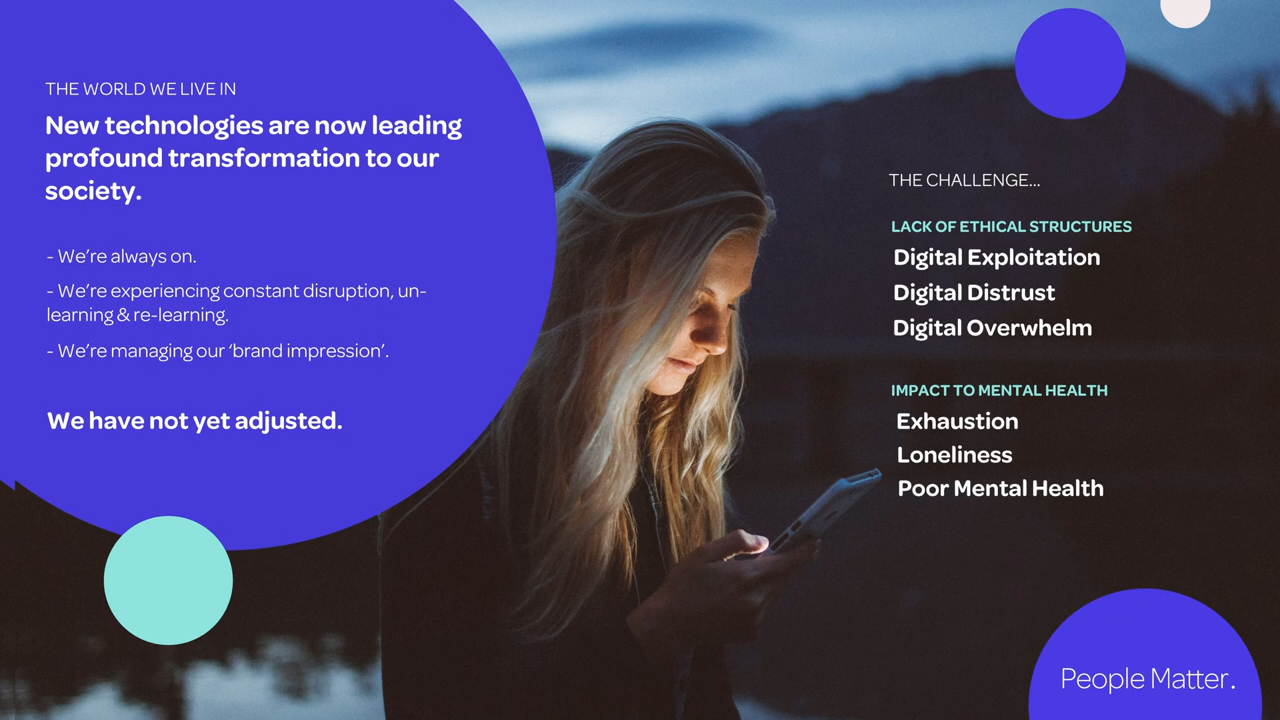 THE WORLD WE LIVE IN
New technologies are now leading
profound transformation to our
society.
- We’re always on.
- We’re experiencing constant disruption, un-
learning & re-learning.
- We’re managing our ‘brand impression’.
We have not yet adjusted.
THE CHALLENGE...
LACK OF ETHICAL STRUCTURES
Digital Exploitation
Digital Distrust
Digital Overwhelm
IMPACT TO MENTAL HEALTH
Exhaustion
Loneliness
Poor Mental Health
People Matter.